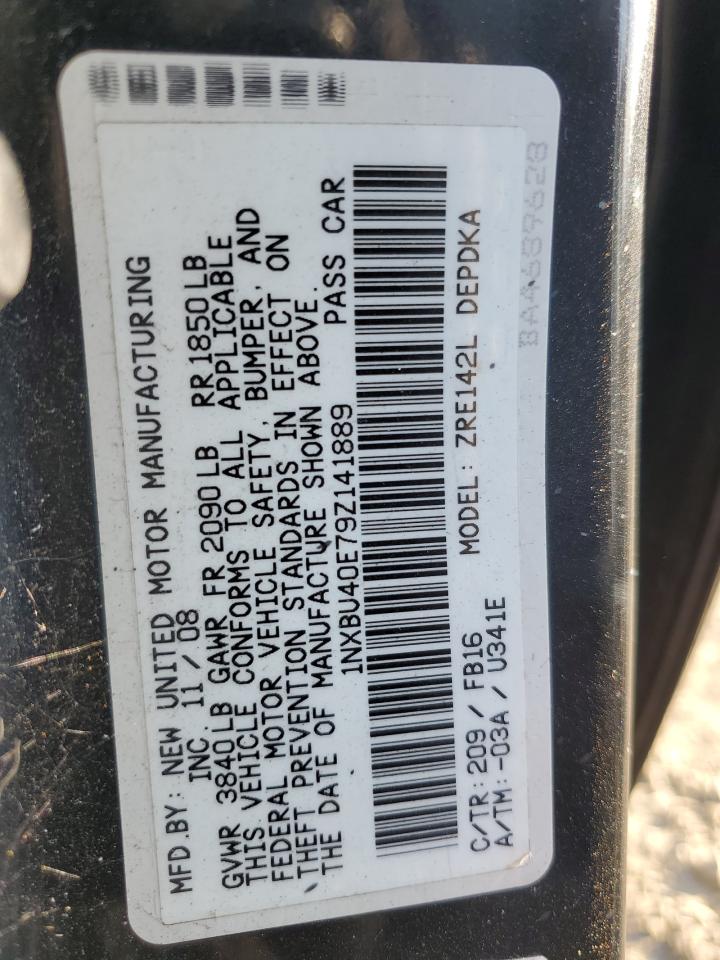 MFD.BY: NEW UNITED MOTOR MANUFACTURING
INC. 11/08
GVWR 3840LB GAWR FR 2090LB RR 1850LB
THIS VEHICLE CONFORMS TO ALL APPLICABLE
FEDERAL MOTOR VEHICLE SAFETY, BUMPER, AND
THEFT PREVENTION STANDARDS IN EFFECT ON
THE DATE OF MANUFACTURE SHOWN ABOVE.
1NXBU40E79Z141889 PASS CAR
C/TR: 209 / FB16 MODEL: ZRE142L DEPDKA
A/TM: -03A / U341E
BA4689628